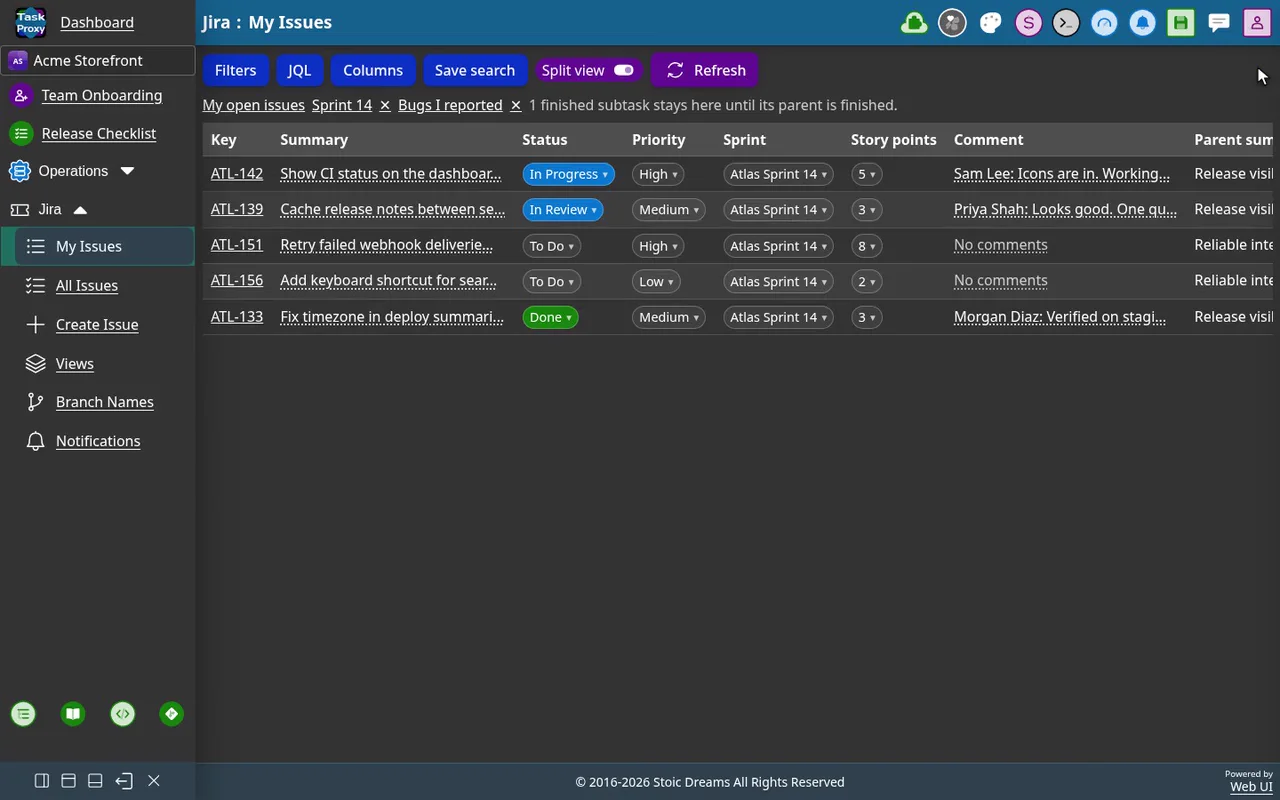 Task Proxy
Dashboard
Jira : My Issues
S
AS
Acme Storefront
Team Onboarding
Release Checklist
Operations
Jira
My Issues
All Issues
Create Issue
Views
Branch Names
Notifications
Filters
JQL
Columns
Save search
Split view
Refresh
My open issues Sprint 14 × Bugs I reported × 1 finished subtask stays here until its parent is finished.
Key Summary Status Priority Sprint Story points Comment Parent sum
ATL-142 Show CI status on the dashboar... In Progress ▾ High ▾ Atlas Sprint 14 ▾ 5 ▾ Sam Lee: Icons are in. Working... Release visil
ATL-139 Cache release notes between se... In Review ▾ Medium ▾ Atlas Sprint 14 ▾ 3 ▾ Priya Shah: Looks good. One qu... Release visil
ATL-151 Retry failed webhook deliverie... To Do ▾ High ▾ Atlas Sprint 14 ▾ 8 ▾ No comments Reliable inte
ATL-156 Add keyboard shortcut for sear... To Do ▾ Low ▾ Atlas Sprint 14 ▾ 2 ▾ No comments Reliable inte
ATL-133 Fix timezone in deploy summari... Done ▾ Medium ▾ Atlas Sprint 14 ▾ 3 ▾ Morgan Diaz: Verified on stagi... Release visil
© 2016-2026 Stoic Dreams All Rights Reserved
Powered by
Web UI